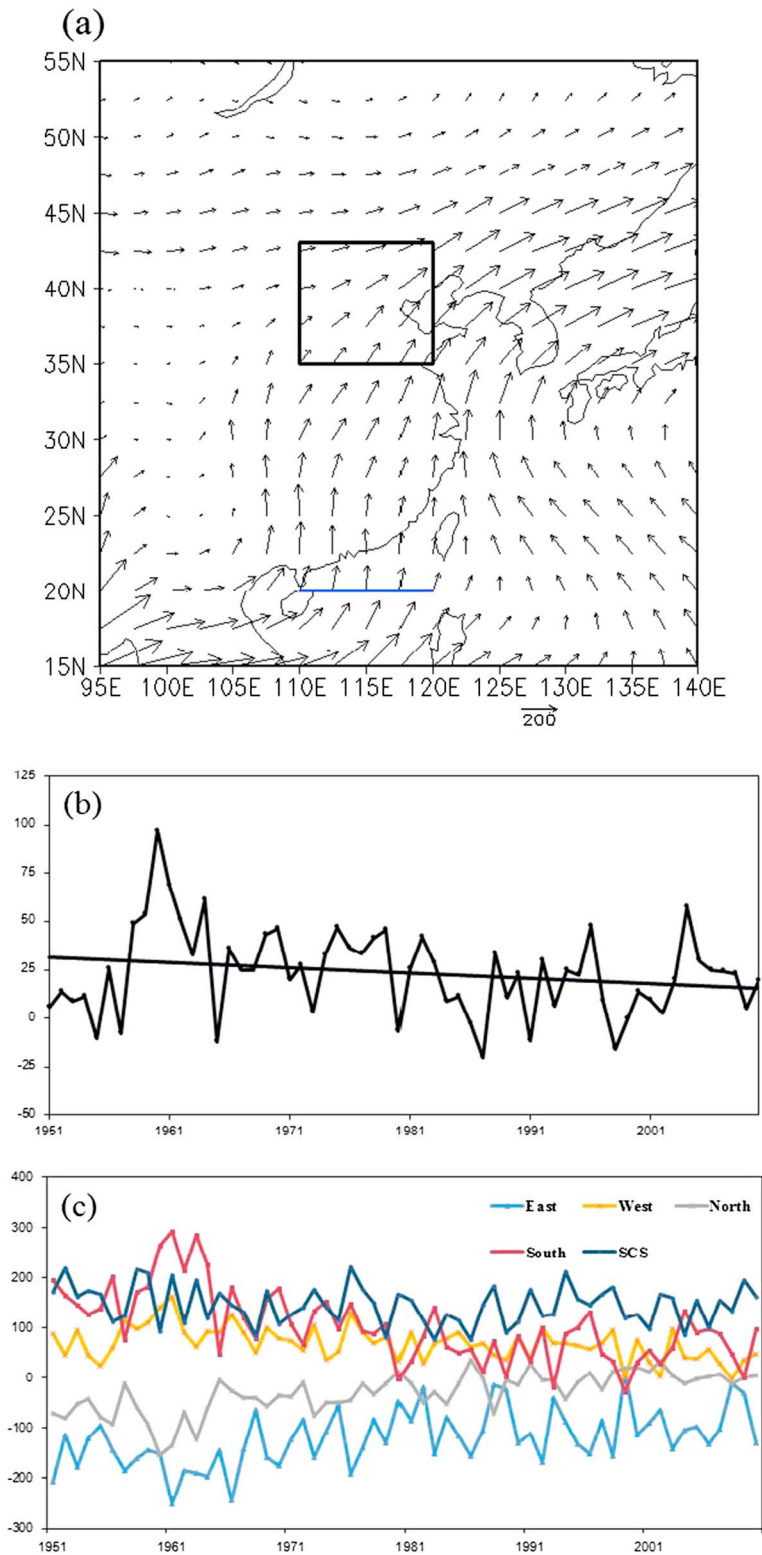 (a)
55N
50N
45N
40N
35N
30N
25N
20N
15N
95E 100E 105E 110E 115E 120E 125E 130E 135E 140E
200
(b)
125
100
75
50
25
0
-25
-50
1951 1961 1971 1981 1991 2001
(c)
400
300
200
100
0
-100
-200
-300
East West North
South SCS
1951 1961 1971 1981 1991 2001